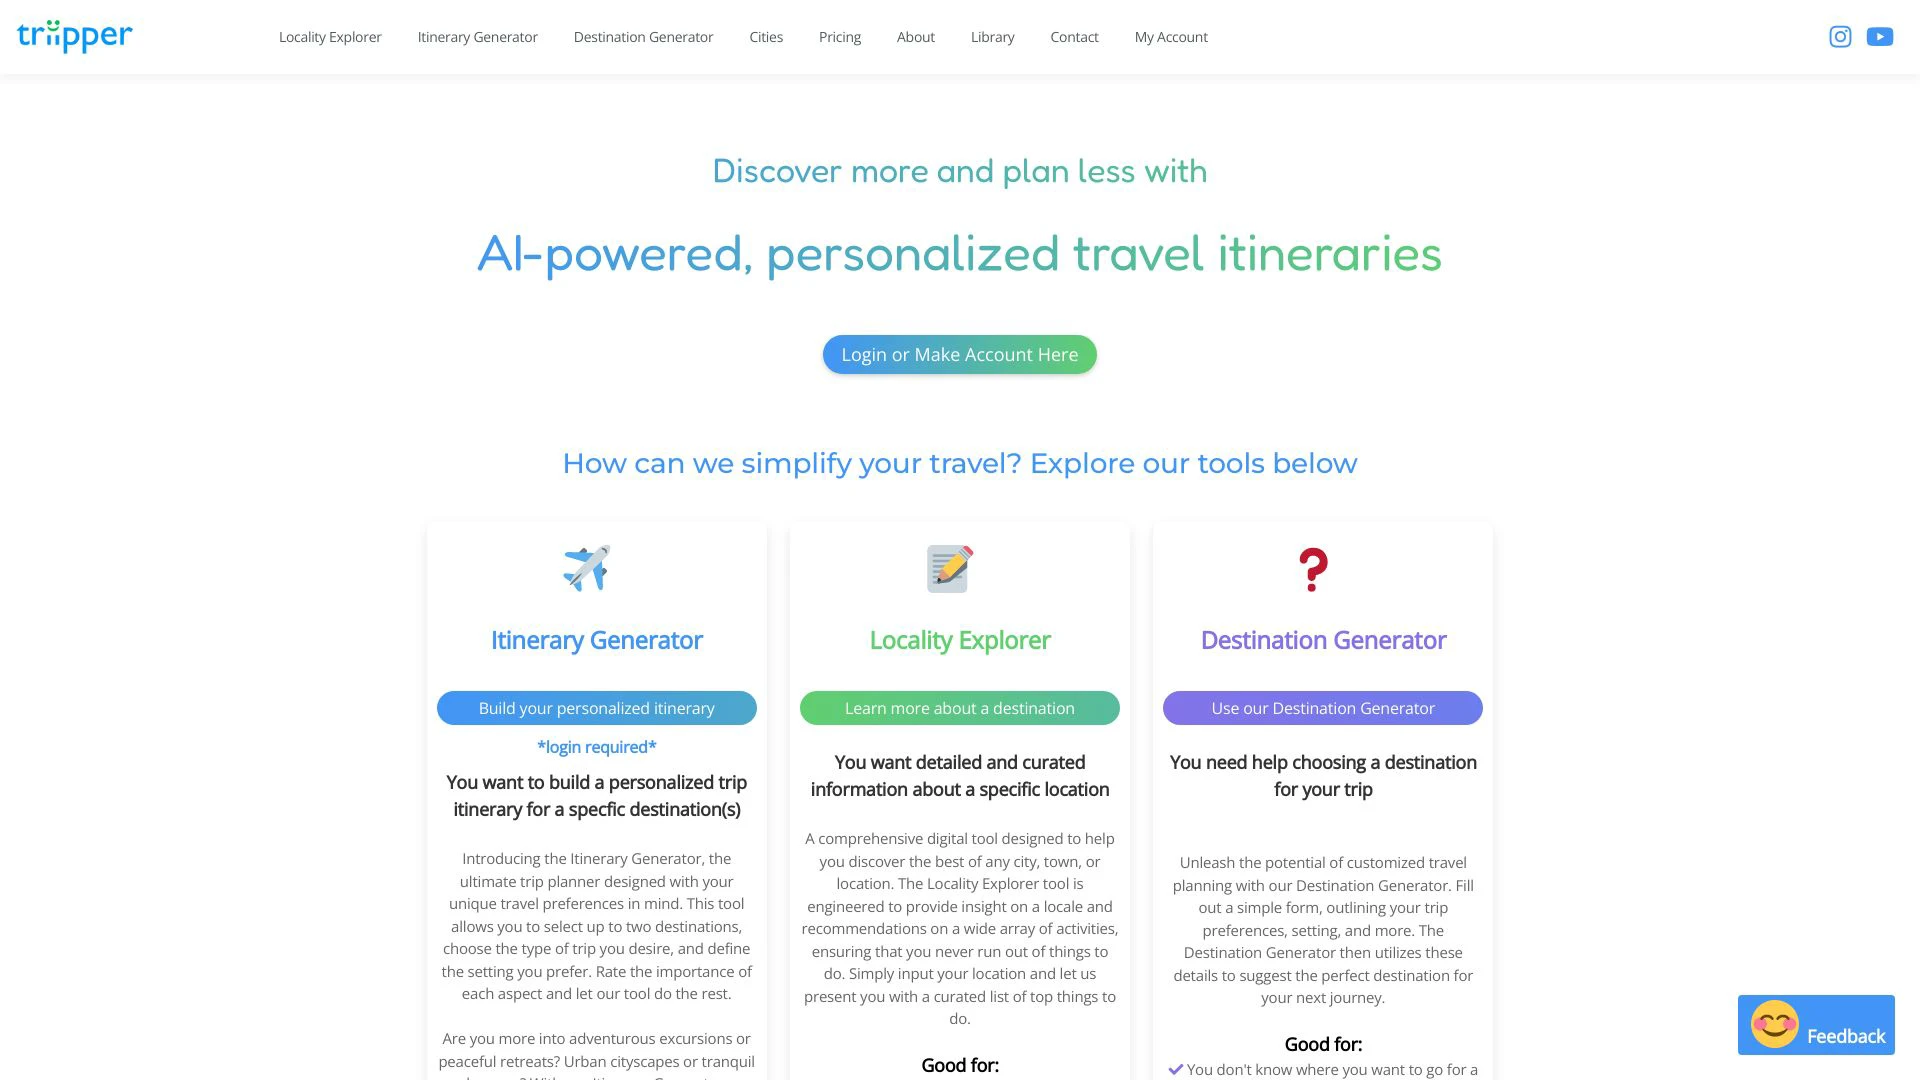 triipper
Locality Explorer
Itinerary Generator
Destination Generator
Cities
Pricing
About
Library
Contact
My Account
Discover more and plan less with
AI-powered, personalized travel itineraries
Login or Make Account Here
How can we simplify your travel? Explore our tools below
Itinerary Generator
Build your personalized itinerary
*login required*
You want to build a personalized trip
itinerary for a specfic destination(s)
Introducing the Itinerary Generator, the
ultimate trip planner designed with your
unique travel preferences in mind. This tool
allows you to select up to two destinations,
choose the type of trip you desire, and define
the setting you prefer. Rate the importance of
each aspect and let our tool do the rest.
Are you more into adventurous excursions or
peaceful retreats? Urban cityscapes or tranquil
Locality Explorer
Learn more about a destination
You want detailed and curated
information about a specific location
A comprehensive digital tool designed to help
you discover the best of any city, town, or
location. The Locality Explorer tool is
engineered to provide insight on a locale and
recommendations on a wide array of activities,
ensuring that you never run out of things to
do. Simply input your location and let us
present you with a curated list of top things to
do.
Good for:
Destination Generator
Use our Destination Generator
You need help choosing a destination
for your trip
Unleash the potential of customized travel
planning with our Destination Generator. Fill
out a simple form, outlining your trip
preferences, setting, and more. The
Destination Generator then utilizes these
details to suggest the perfect destination for
your next journey.
Good for:
You don't know where you want to go for a
Feedback